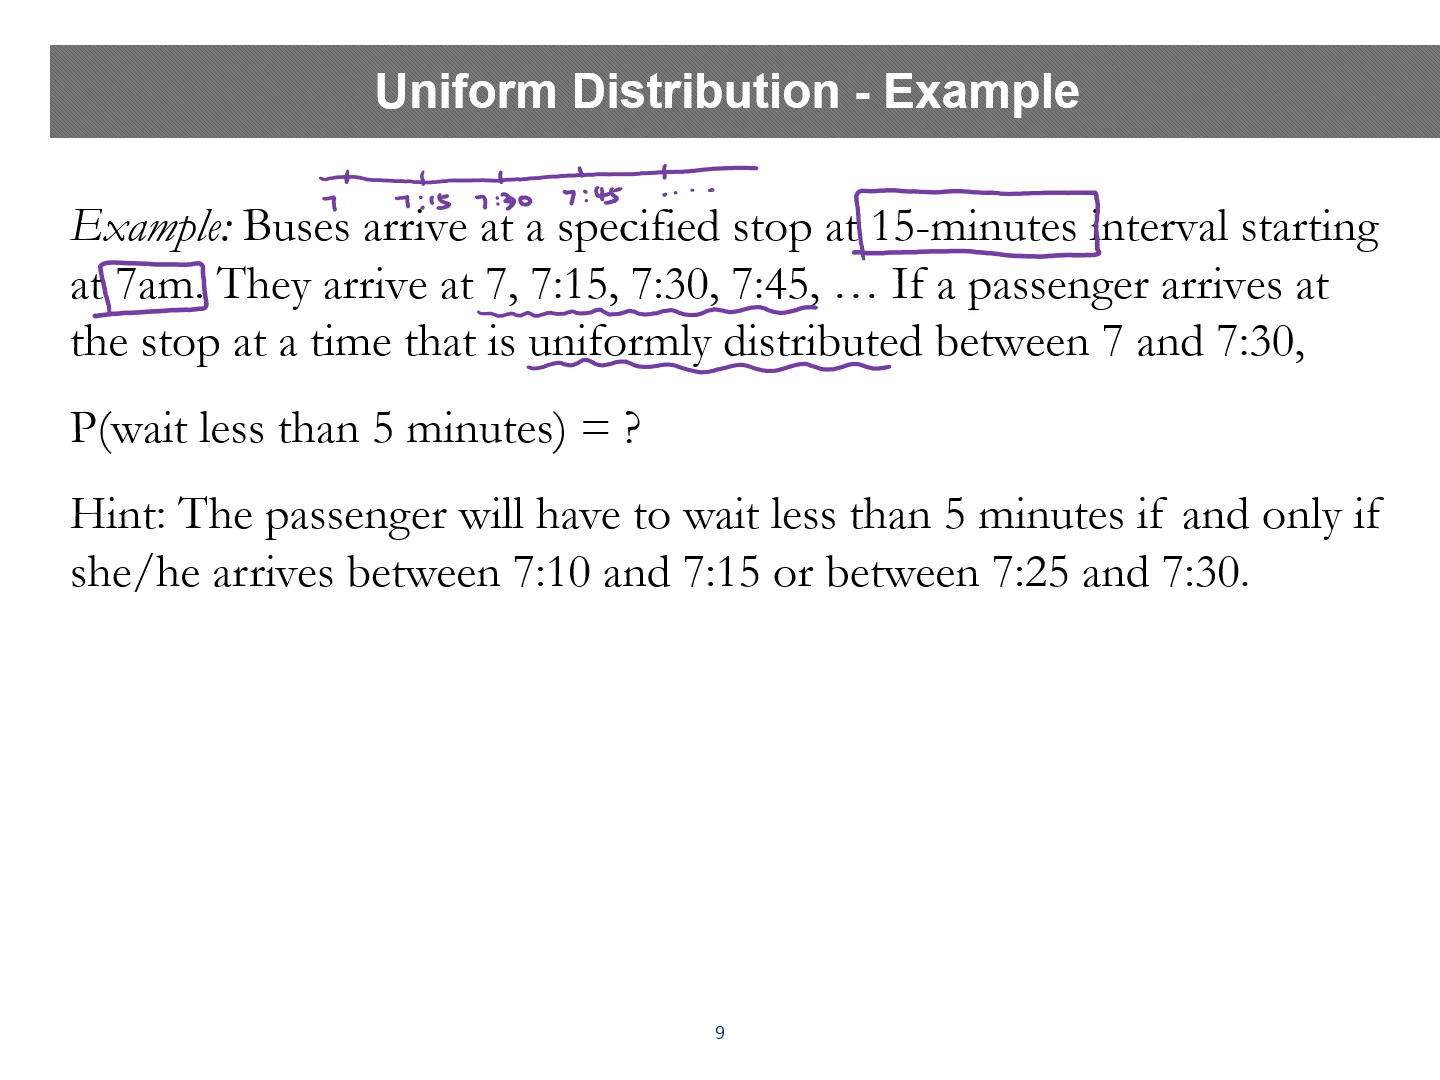 Uniform Distribution - Example
7 7:15 7:30 7:45 ....
Example: Buses arrive at a specified stop at 15-minutes interval starting
at 7am. They arrive at 7, 7:15, 7:30, 7:45, … If a passenger arrives at
the stop at a time that is uniformly distributed between 7 and 7:30,
P(wait less than 5 minutes) = ?
Hint: The passenger will have to wait less than 5 minutes if and only if
she/he arrives between 7:10 and 7:15 or between 7:25 and 7:30.
9